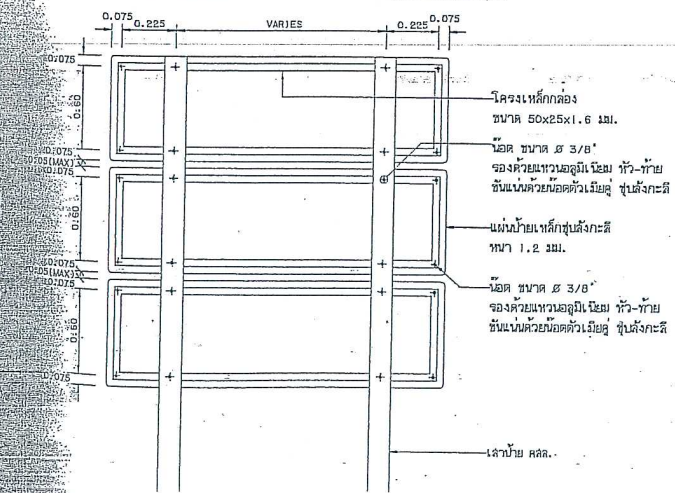 0.075 0.225 VARIES 0.225 0.075
0.075
0.60
0.075
0.05(MAX)
0.075
0.60
0.075
0.05(MAX)
0.075
0.60
0.075
โครงเหล็กกล่อง
ขนาด 50x25x1.6 มม.
น๊อต ขนาด ø 3/8"
รองด้วยแหวนอลูมิเนียม หัว-ท้าย
ขันแน่นด้วยน๊อตตัวเมียคู่ ชุบสังกะสี
แผ่นป้ายเหล็กชุบสังกะสี
หนา 1.2 มม.
น๊อต ขนาด ø 3/8"
รองด้วยแหวนอลูมิเนียม หัว-ท้าย
ขันแน่นด้วยน๊อตตัวเมียคู่ ชุบสังกะสี
เสาป้าย คสล.